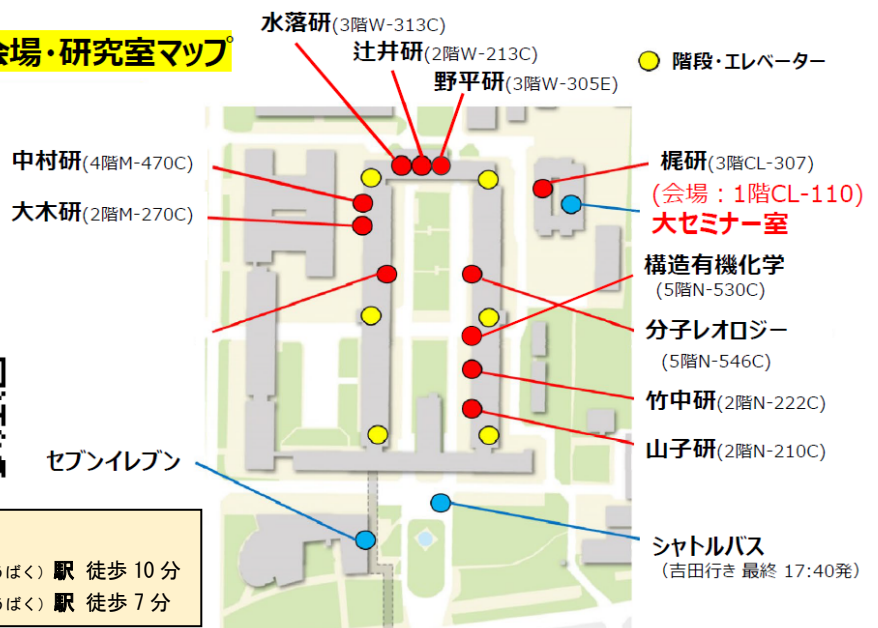 会場・研究室マップ
水落研(3階W-313C)
辻井研(2階W-213C)
野平研(3階W-305E)
階段・エレベーター
中村研(4階M-470C)
大木研(2階M-270C)
梶研(3階CL-307)
(会場：1階CL-110)
大セミナー室
構造有機化学
(5階N-530C)
分子レオロジー
(5階N-546C)
竹中研(2階N-222C)
山子研(2階N-210C)
セブンイレブン
シャトルバス
(吉田行き 最終 17:40発)
ばく) 駅 徒歩 10 分
ばく) 駅 徒歩 7 分